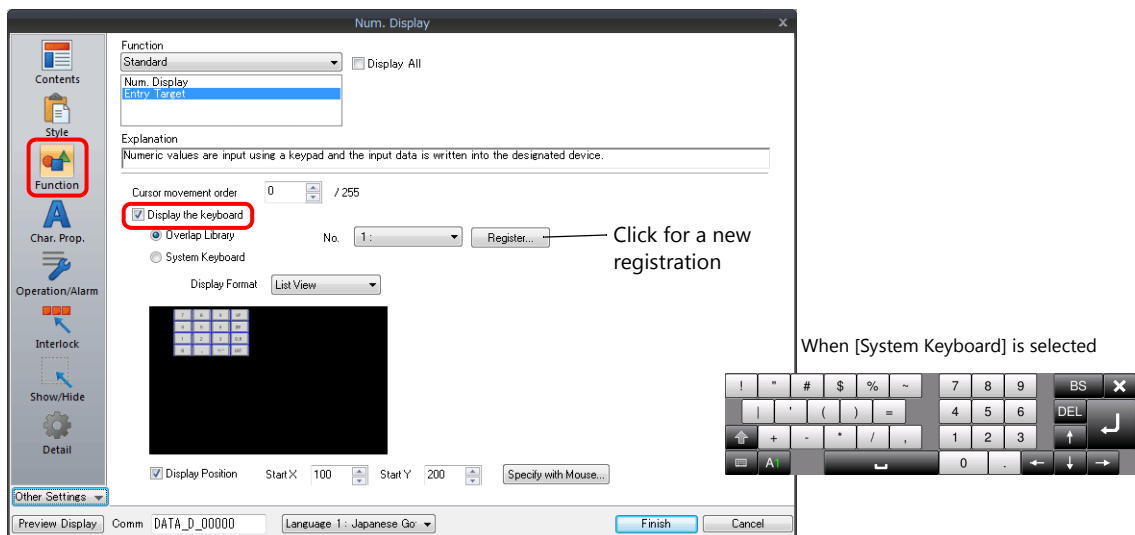 Num. Display
x
Contents
Style
Function
Char. Prop.
Operation/Alarm
Interlock
Show/Hide
Detail
Other Settings
Function
Standard
Display All
Num. Display
Entry Target
Explanation
Numeric values are input using a keypad and the input data is written into the designated device.
Cursor movement order 0 / 255
Display the keyboard
Overlap Library No. 1 : Register...
System Keyboard
Display Format List View
Click for a new
registration
Display Position Start X 100 Start Y 200 Specify with Mouse...
Preview Display Comm DATA_D_00000 Language 1 : Japanese Go Finish Cancel
When [System Keyboard] is selected
! " # $ % ~ 7 8 9 BS
| ' ( ) = 4 5 6 DEL
+ - * / , 1 2 3
A1 0 .